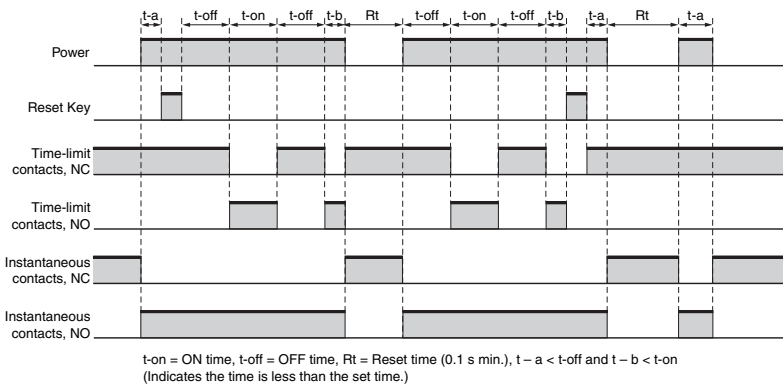 t-a t-off t-on t-off t-b Rt t-off t-on t-off t-b t-a Rt t-a
Power
Reset Key
Time-limit
contacts, NC
Time-limit
contacts, NO
Instantaneous
contacts, NC
Instantaneous
contacts, NO
t-on = ON time, t-off = OFF time, Rt = Reset time (0.1 s min.), t – a < t-off and t – b < t-on
(Indicates the time is less than the set time.)